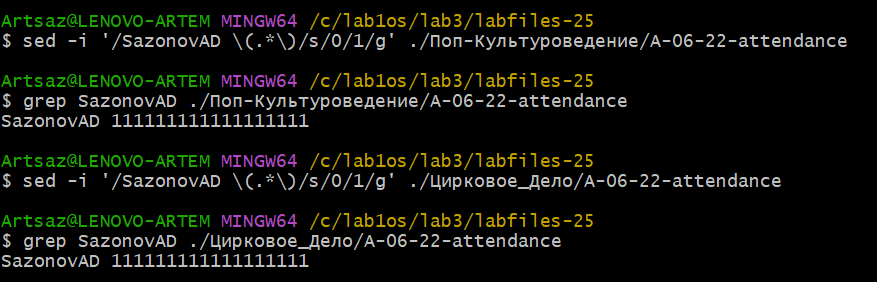 Artsaz@LENOVO-ARTEM MINGW64 /c/lab1os/lab3/labfiles-25
$ sed -i '/SazonovAD \(.*\)/s/0/1/g' ./Поп-Культуроведение/A-06-22-attendance
Artsaz@LENOVO-ARTEM MINGW64 /c/lab1os/lab3/labfiles-25
$ grep SazonovAD ./Поп-Культуроведение/A-06-22-attendance
SazonovAD 111111111111111111
Artsaz@LENOVO-ARTEM MINGW64 /c/lab1os/lab3/labfiles-25
$ sed -i '/SazonovAD \(.*\)/s/0/1/g' ./Цирковое_Дело/A-06-22-attendance
Artsaz@LENOVO-ARTEM MINGW64 /c/lab1os/lab3/labfiles-25
$ grep SazonovAD ./Цирковое_Дело/A-06-22-attendance
SazonovAD 111111111111111111